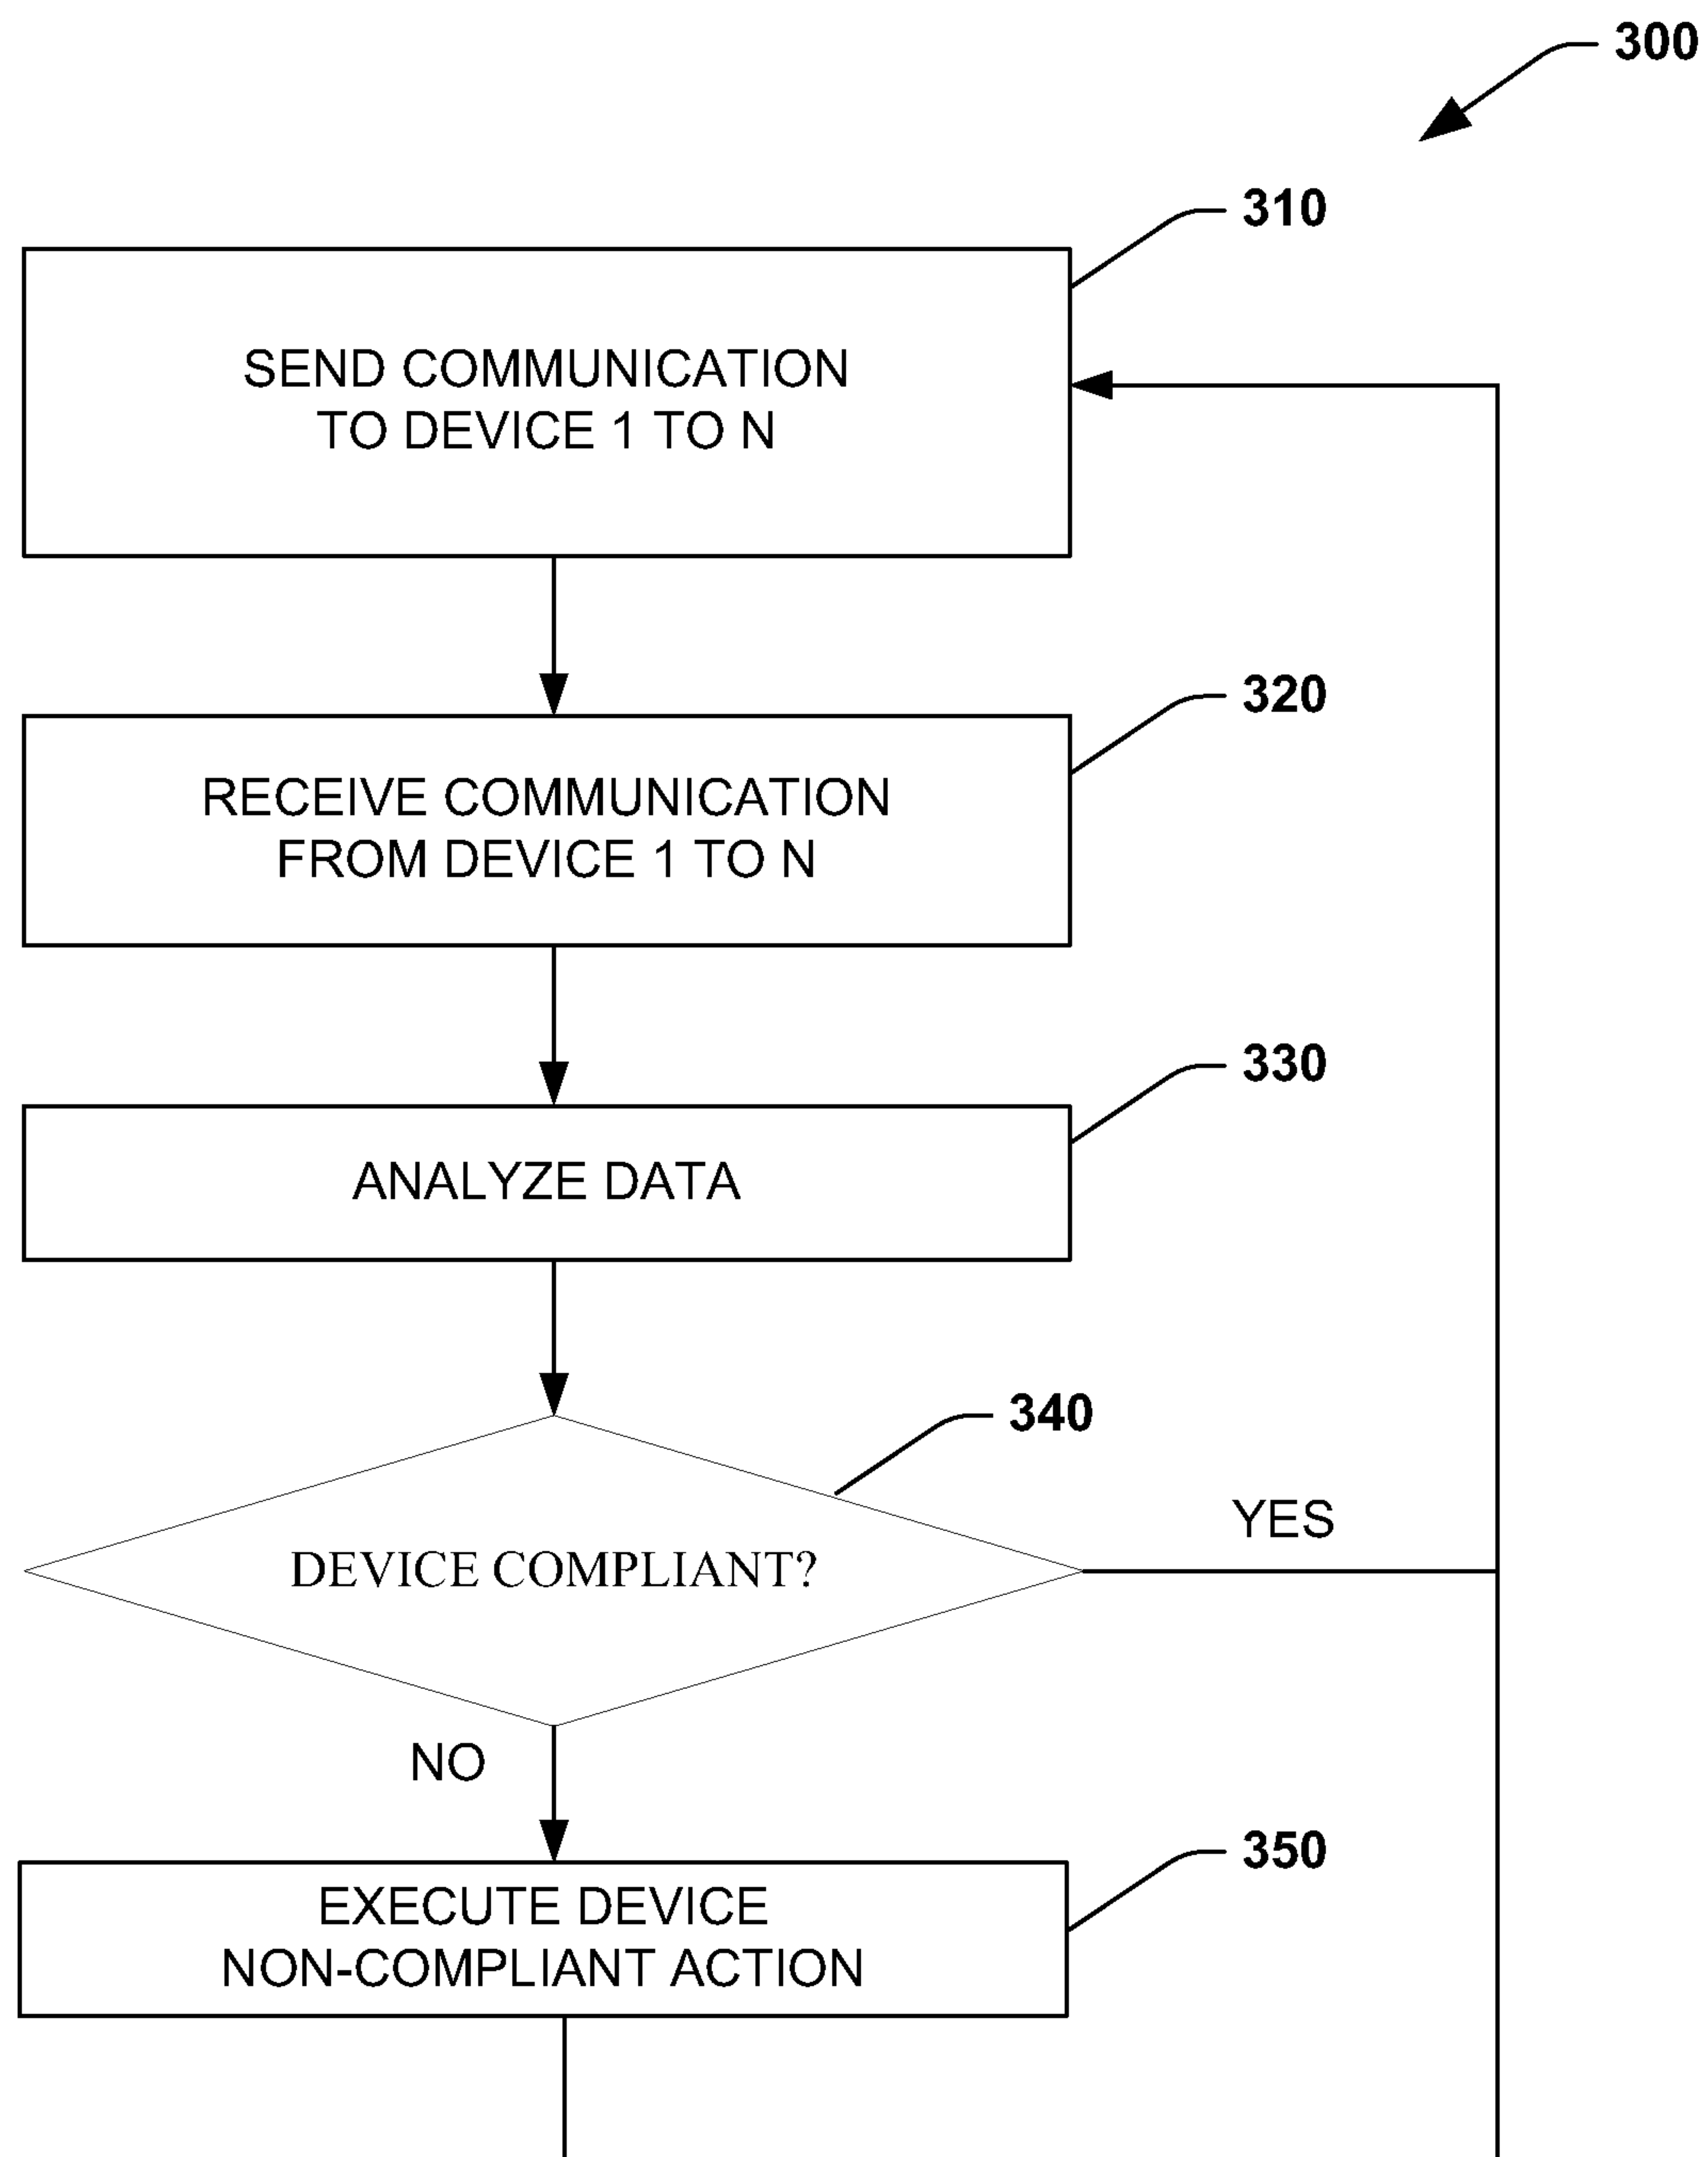 300
310
SEND COMMUNICATION
TO DEVICE 1 TO N
320
RECEIVE COMMUNICATION
FROM DEVICE 1 TO N
330
ANALYZE DATA
340
YES
DEVICE COMPLIANT?
NO
350
EXECUTE DEVICE
NON-COMPLIANT ACTION